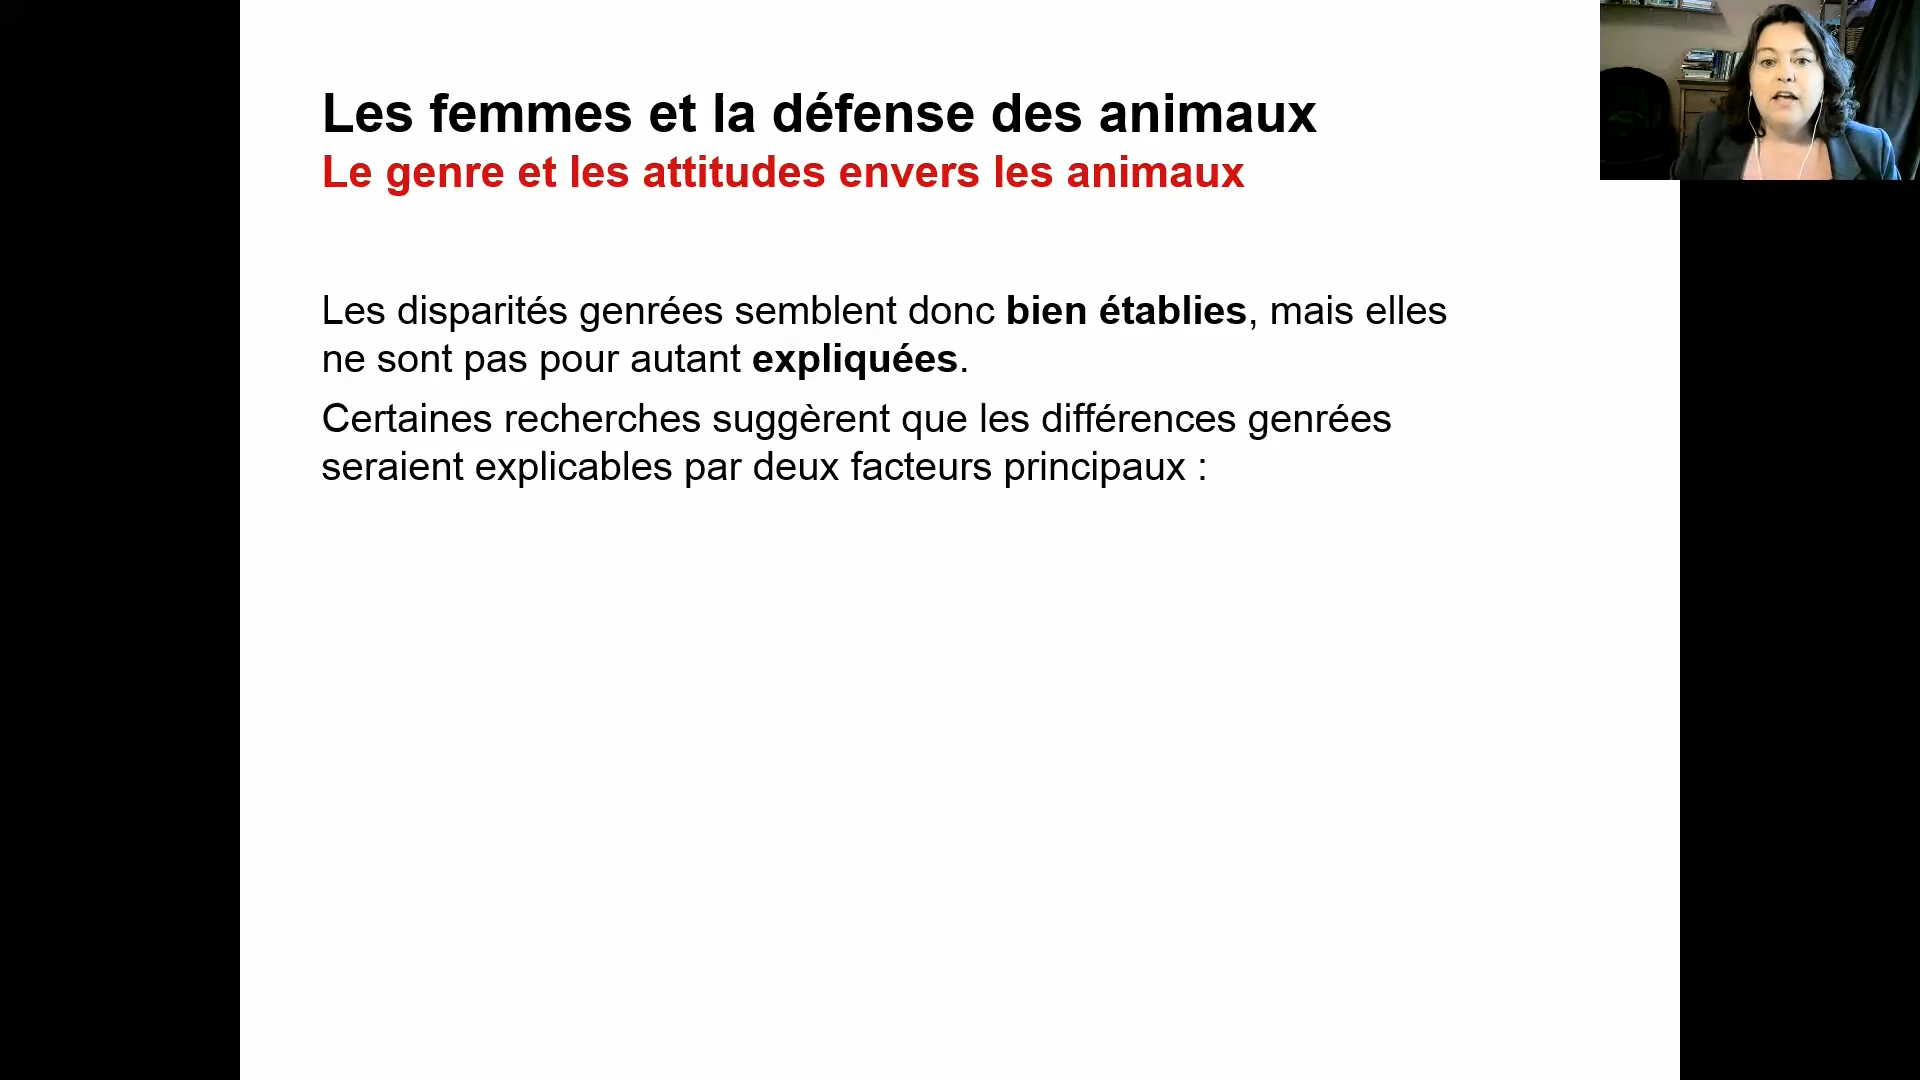 Les femmes et la défense des animaux
Le genre et les attitudes envers les animaux
Les disparités genrées semblent donc bien établies, mais elles
ne sont pas pour autant expliquées.
Certaines recherches suggèrent que les différences genrées
seraient explicables par deux facteurs principaux :